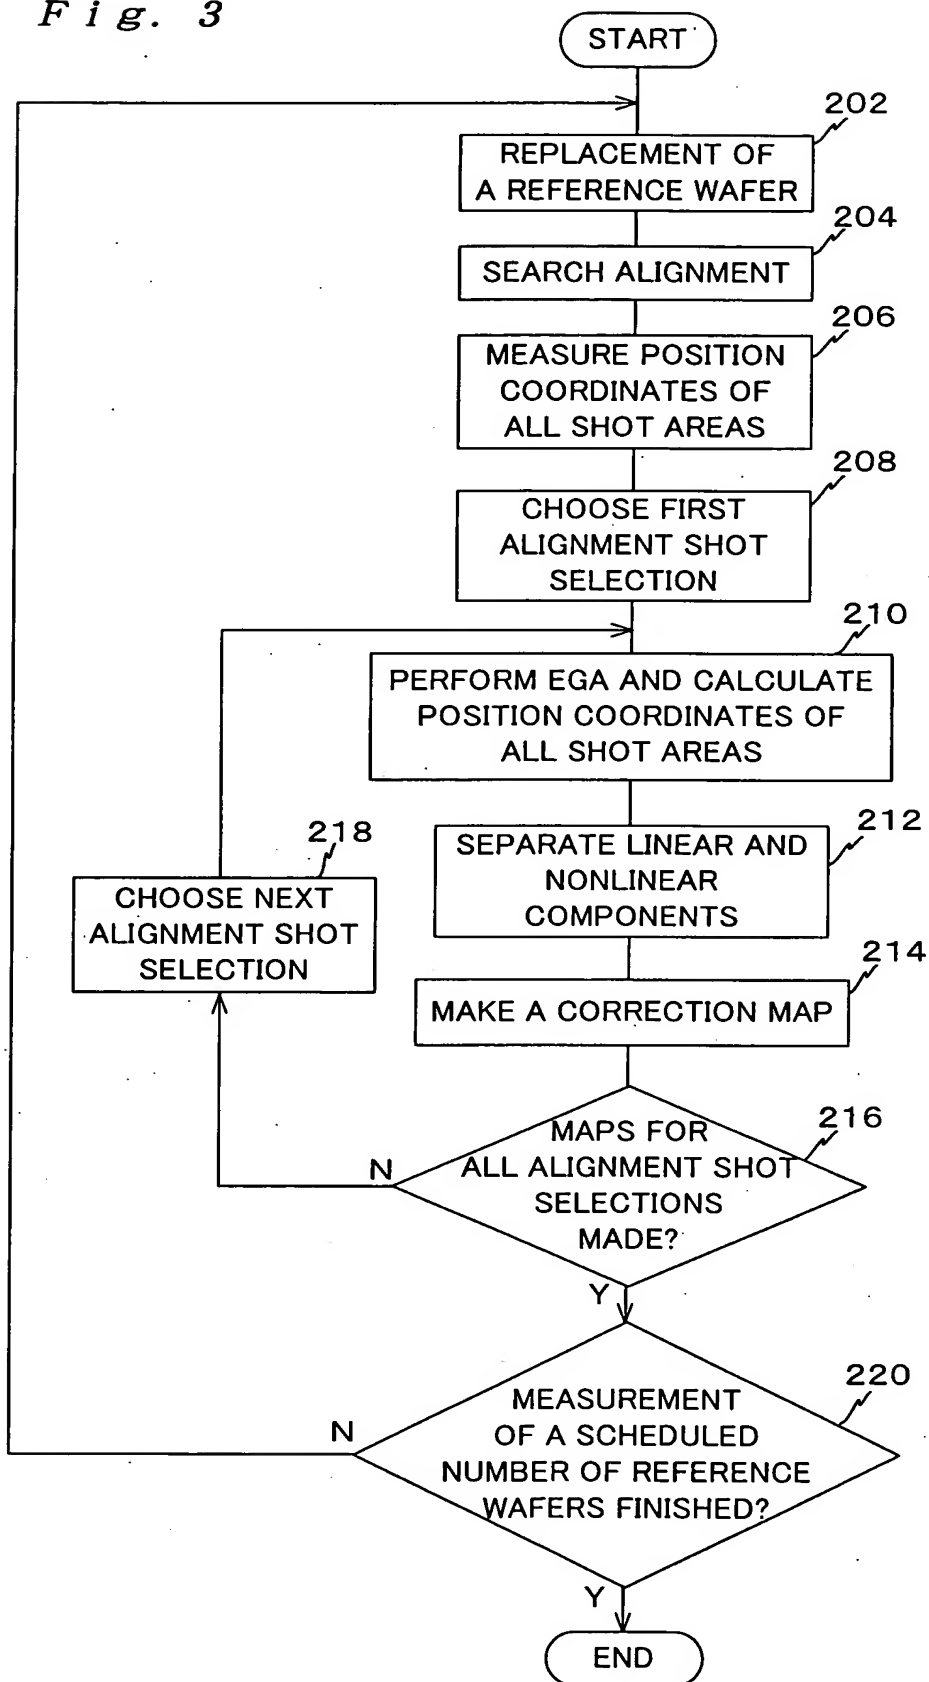 Fig. 3
START
202
REPLACEMENT OF
A REFERENCE WAFER
204
SEARCH ALIGNMENT
206
MEASURE POSITION
COORDINATES OF
ALL SHOT AREAS
208
CHOOSE FIRST
ALIGNMENT SHOT
SELECTION
210
PERFORM EGA AND CALCULATE
POSITION COORDINATES OF
ALL SHOT AREAS
212
SEPARATE LINEAR AND
NONLINEAR
COMPONENTS
218
CHOOSE NEXT
ALIGNMENT SHOT
SELECTION
214
MAKE A CORRECTION MAP
216
MAPS FOR
ALL ALIGNMENT SHOT
SELECTIONS
MADE?
N
Y
220
MEASUREMENT
OF A SCHEDULED
NUMBER OF REFERENCE
WAFERS FINISHED?
N
Y
END